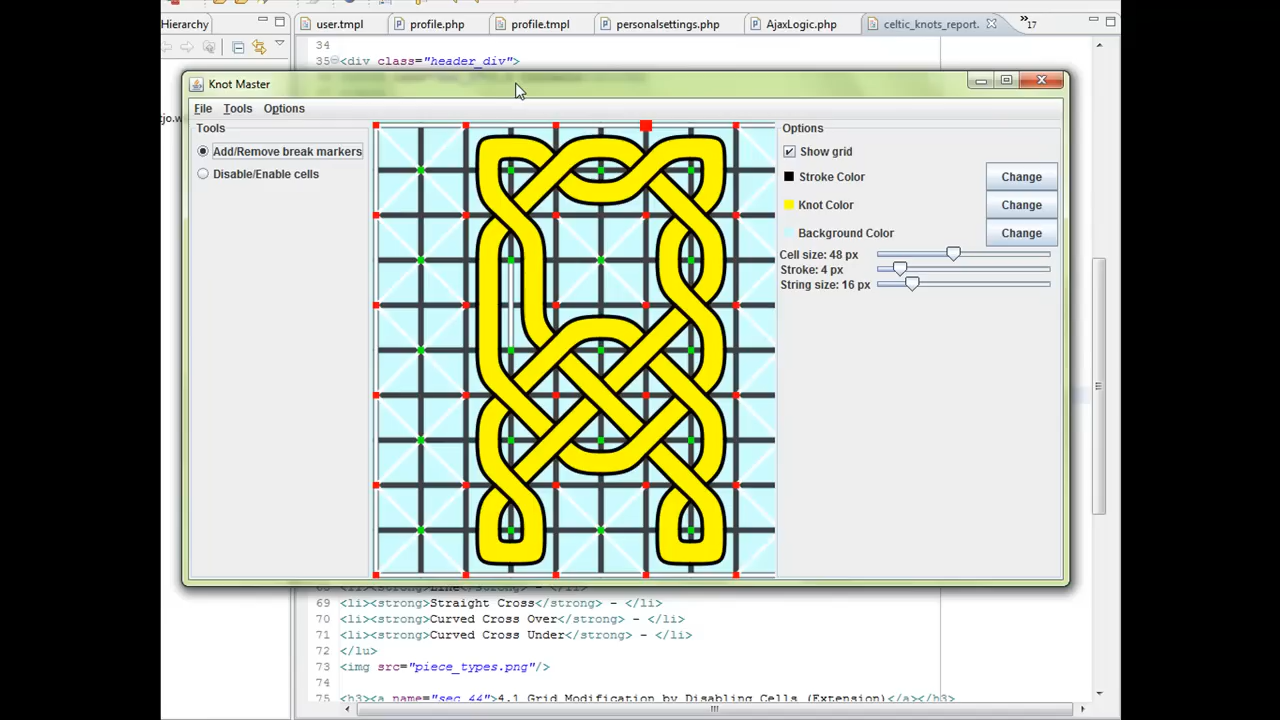 Hierarchy
user.tmpl
profile.php
profile.tmpl
personalsettings.php
AjaxLogic.php
celtic_knots_report.
17
34
35 <div class="header_div">
Knot Master
File Tools Options
Tools
Add/Remove break markers
Disable/Enable cells
Options
Show grid
Stroke Color Change
Knot Color Change
Background Color Change
Cell size: 48 px
Stroke: 4 px
String size: 16 px
69 <li><strong>Straight Cross</strong> - </li>
70 <li><strong>Curved Cross Over</strong> - </li>
71 <li><strong>Curved Cross Under</strong> - </li>
72 </lu>
73 <img src="piece_types.png"/>
74
75 <h3><a name="sec_44">4.1 Grid Modification by Disabling Cells (Extension)</a></h3>